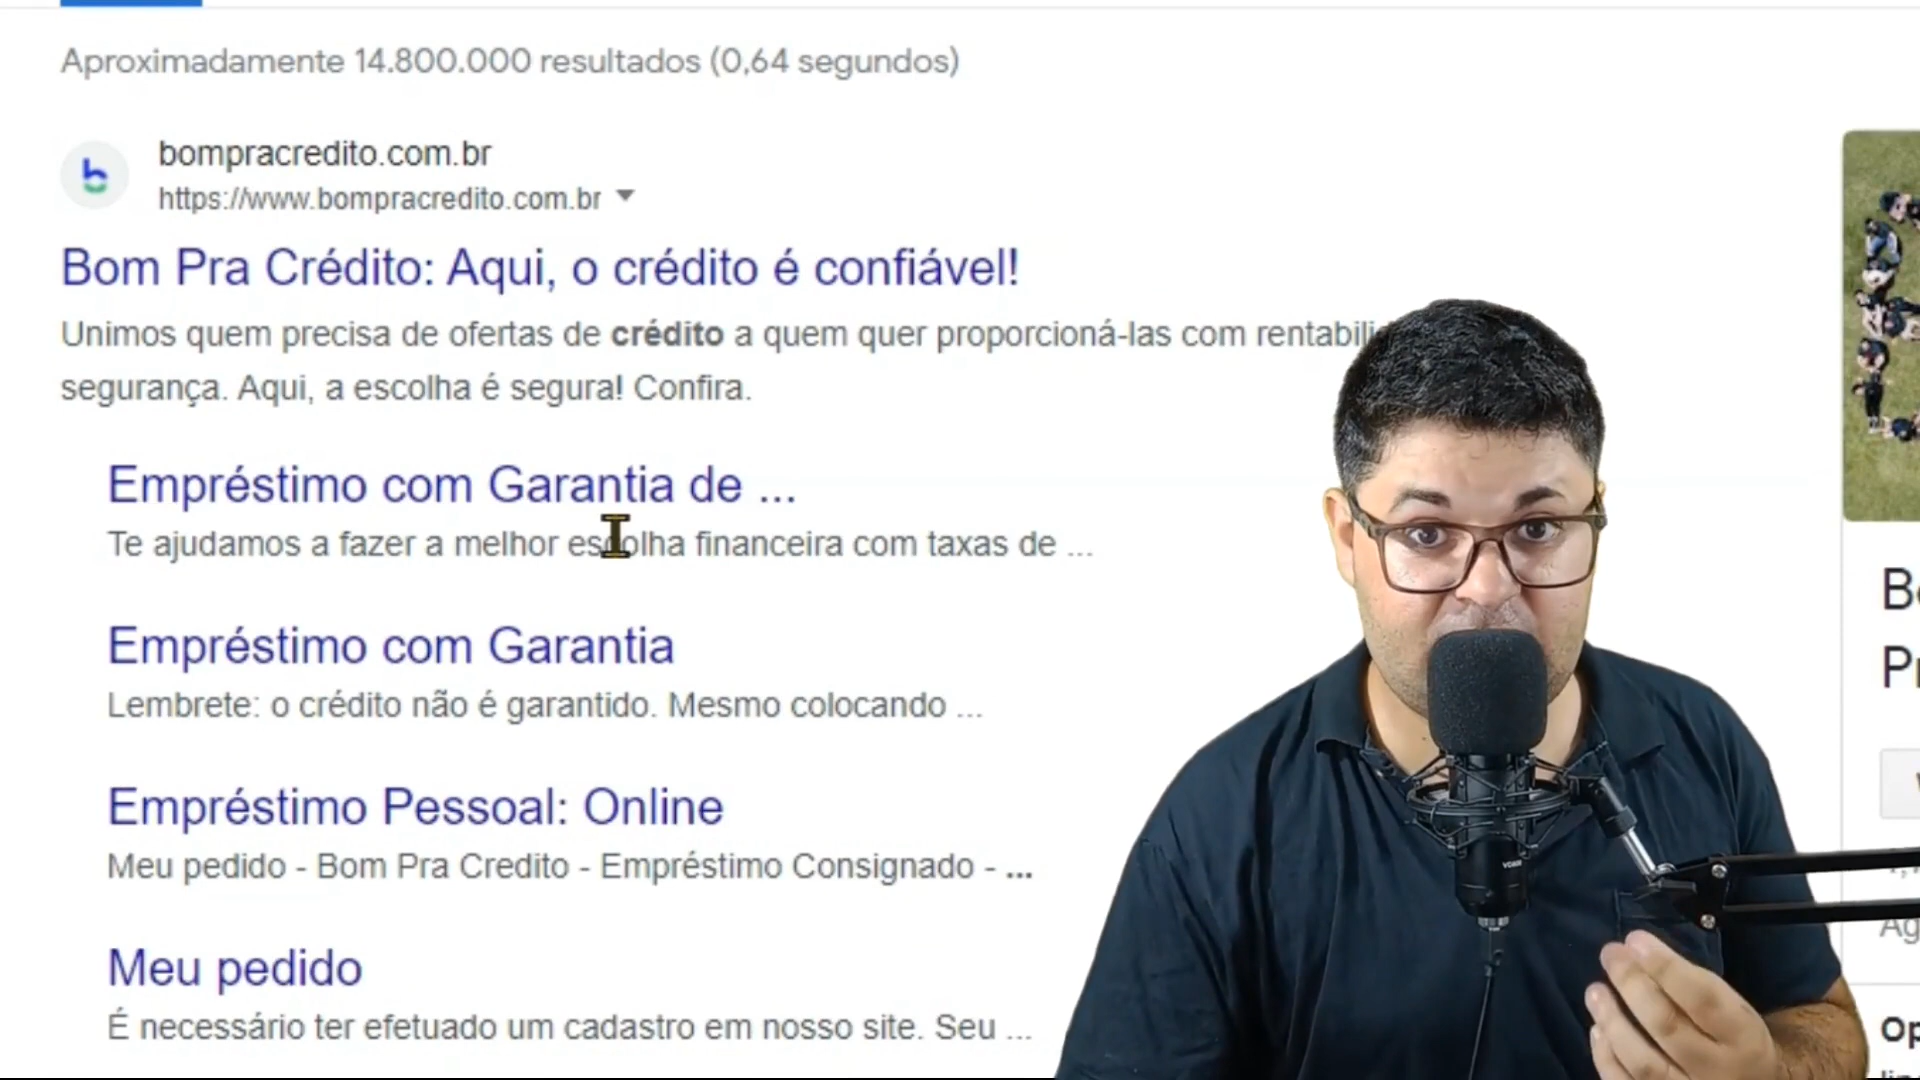 Aproximadamente 14.800.000 resultados (0,64 segundos)
bompracredito.com.br
https://www.bompracredito.com.br
Bom Pra Crédito: Aqui, o crédito é confiável!
Unimos quem precisa de ofertas de crédito a quem quer proporcioná-las com
segurança. Aqui, a escolha é segura! Confira.
Empréstimo com Garantia de ...
Te ajudamos a fazer a melhor escolha financeira com taxas de ...
Empréstimo com Garantia
Lembrete: o crédito não é garantido. Mesmo colocando ...
Empréstimo Pessoal: Online
Meu pedido - Bom Pra Credito - Empréstimo Consignado - ...
Meu pedido
É necessário ter efetuado um cadastro em nosso site. Seu ...